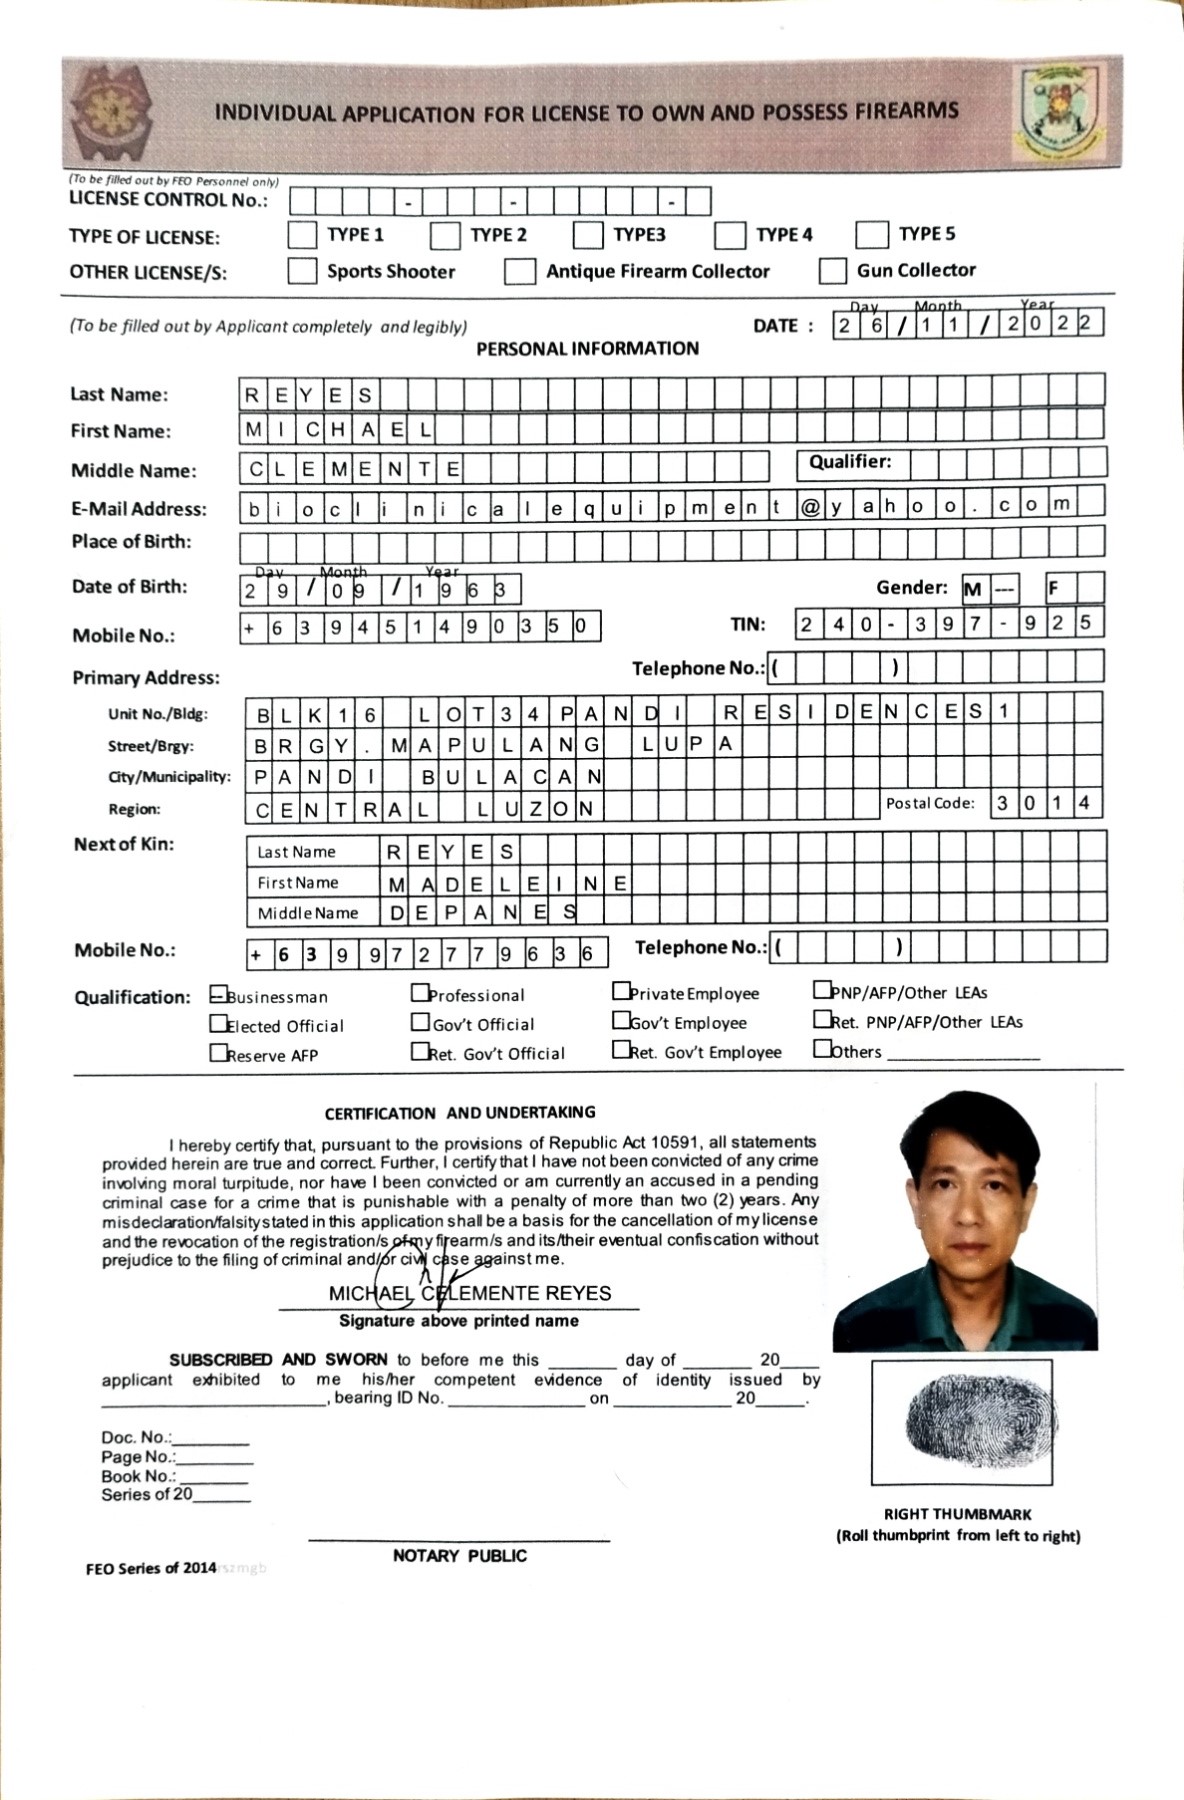 INDIVIDUAL APPLICATION FOR LICENSE TO OWN AND POSSESS FIREARMS
(To be filled out by FEO Personnel only)
LICENSE CONTROL No.: - - -
TYPE OF LICENSE: TYPE 1 TYPE 2 TYPE3 TYPE 4 TYPE 5
OTHER LICENSE/S: Sports Shooter Antique Firearm Collector Gun Collector
Day Month Year
(To be filled out by Applicant completely and legibly) DATE : 26/11/2022
PERSONAL INFORMATION
Last Name: REYES
First Name: MICHAEL
Middle Name: CLEMENTE Qualifier:
E-Mail Address: bioclinicalequipment@yahoo.com
Place of Birth:
Day Month Year
Date of Birth: 29/09/1963 Gender: M --- F
Mobile No.: +639451490350 TIN: 240-397-925
Primary Address: Telephone No.: ( )
Unit No./Bldg: BLK16 LOT34 PANDI RESIDENCES1
Street/Brgy: BRGY. MAPULANG LUPA
City/Municipality: PANDI BULACAN
Region: CENTRAL LUZON Postal Code: 3014
Next of Kin: Last Name REYES
First Name MADELEINE
Middle Name DEPANES
Mobile No.: +639972779636 Telephone No.: ( )
Qualification: Businessman Professional Private Employee PNP/AFP/Other LEAs
Elected Official Gov't Official Gov't Employee Ret. PNP/AFP/Other LEAs
Reserve AFP Ret. Gov't Official Ret. Gov't Employee Others ____________
CERTIFICATION AND UNDERTAKING
I hereby certify that, pursuant to the provisions of Republic Act 10591, all statements
provided herein are true and correct. Further, I certify that I have not been convicted of any crime
involving moral turpitude, nor have I been convicted or am currently an accused in a pending
criminal case for a crime that is punishable with a penalty of more than two (2) years. Any
misdeclaration/falsity stated in this application shall be a basis for the cancellation of my license
and the revocation of the registration/s of my firearm/s and its/their eventual confiscation without
prejudice to the filing of criminal and/or civil case against me.
MICHAEL CELEMENTE REYES
Signature above printed name
SUBSCRIBED AND SWORN to before me this ______ day of ______ 20____
applicant exhibited to me his/her competent evidence of identity issued by
____________________, bearing ID No. ____________ on __________ 20____.
Doc. No.:_______
Page No.:_______
Book No.: ______
Series of 20_____
RIGHT THUMBMARK
(Roll thumbprint from left to right)
NOTARY PUBLIC
FEO Series of 2014